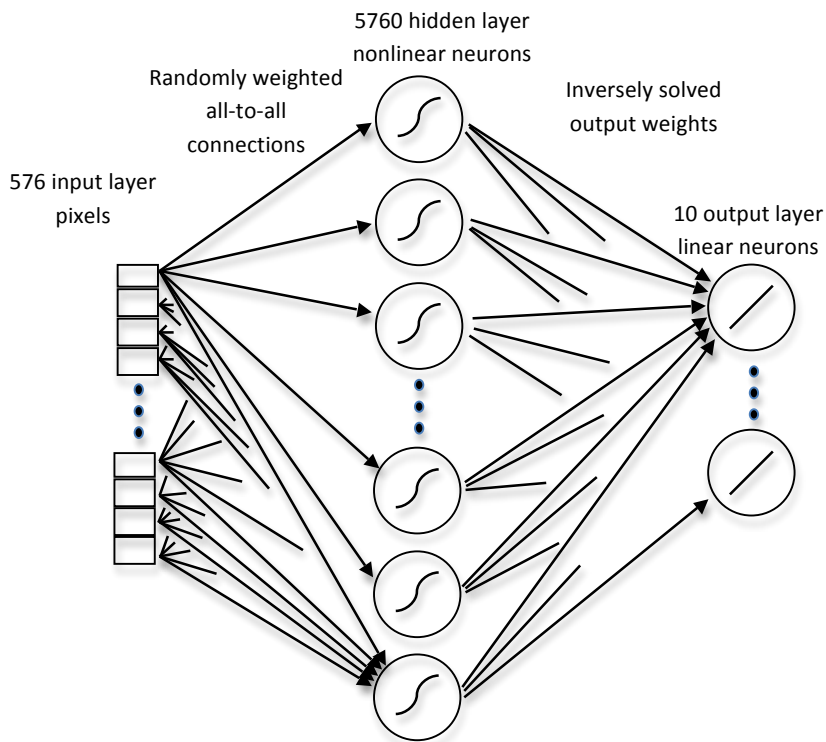 5760 hidden layer
nonlinear neurons
Randomly weighted
all-to-all
connections
Inversely solved
output weights
576 input layer
pixels
10 output layer
linear neurons